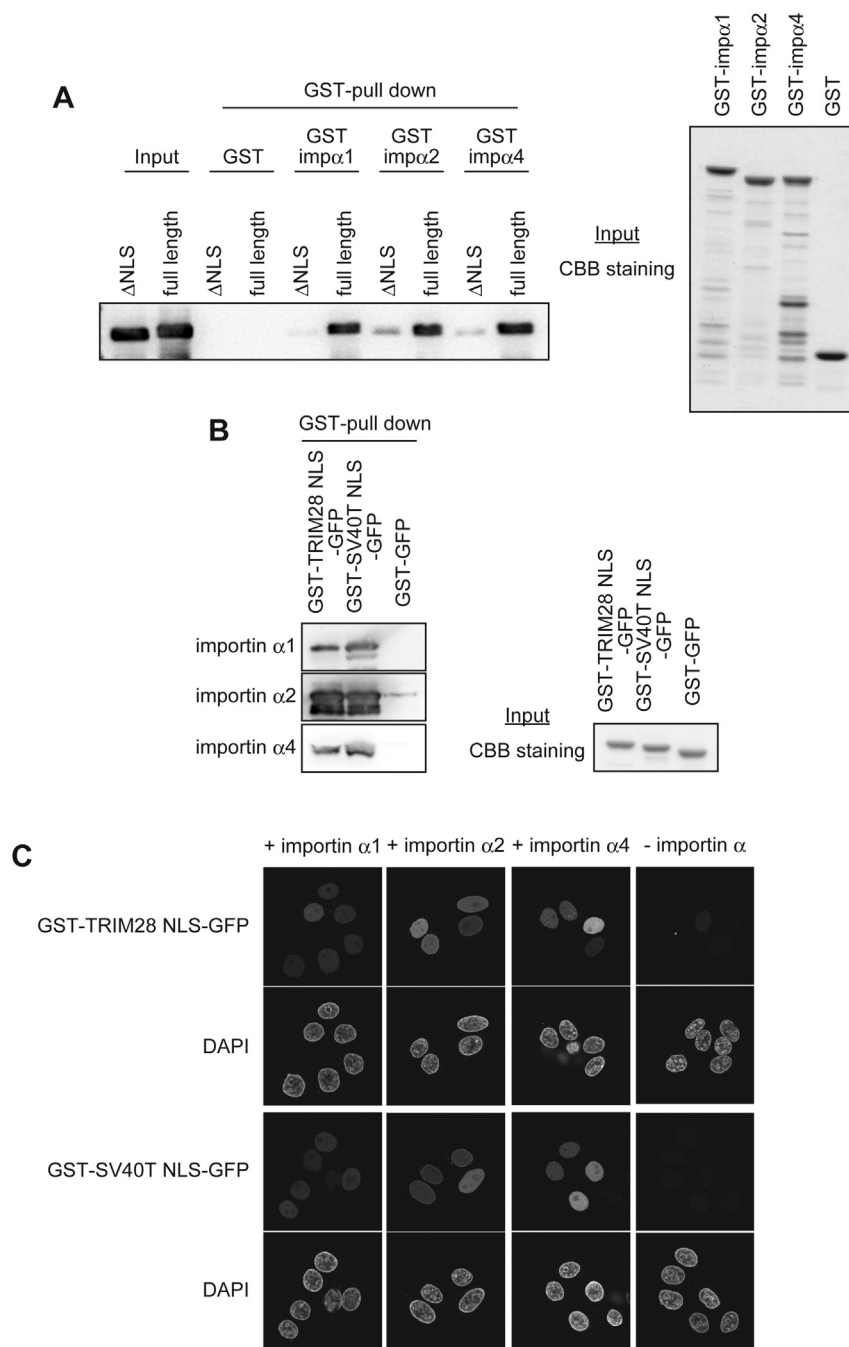 A
GST-pull down
Input
GST
GST
impα1
GST
impα2
GST
impα4
ΔNLS
full length
ΔNLS
full length
ΔNLS
full length
ΔNLS
full length
ΔNLS
full length
GST-impα1
GST-impα2
GST-impα4
GST
Input
CBB staining
B
GST-pull down
GST-TRIM28 NLS
-GFP
GST-SV40T NLS
-GFP
GST-GFP
importin α1
importin α2
importin α4
GST-TRIM28 NLS
-GFP
GST-SV40T NLS
-GFP
GST-GFP
Input
CBB staining
C
+ importin α1
+ importin α2
+ importin α4
- importin α
GST-TRIM28 NLS-GFP
DAPI
GST-SV40T NLS-GFP
DAPI